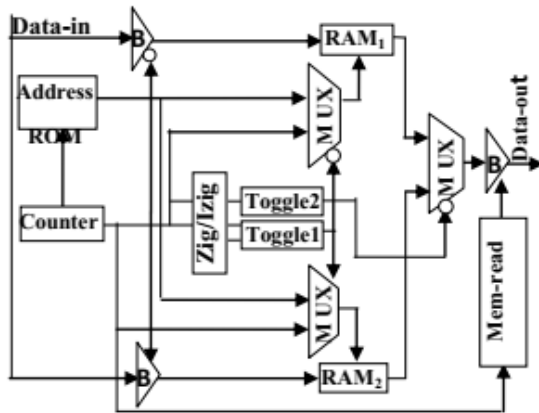 Data-in
B
RAM1
Address
ROM
M UX
M UX
B
Data-out
Counter
Zig/Izig
Toggle2
Toggle1
M UX
Mem-read
B
RAM2